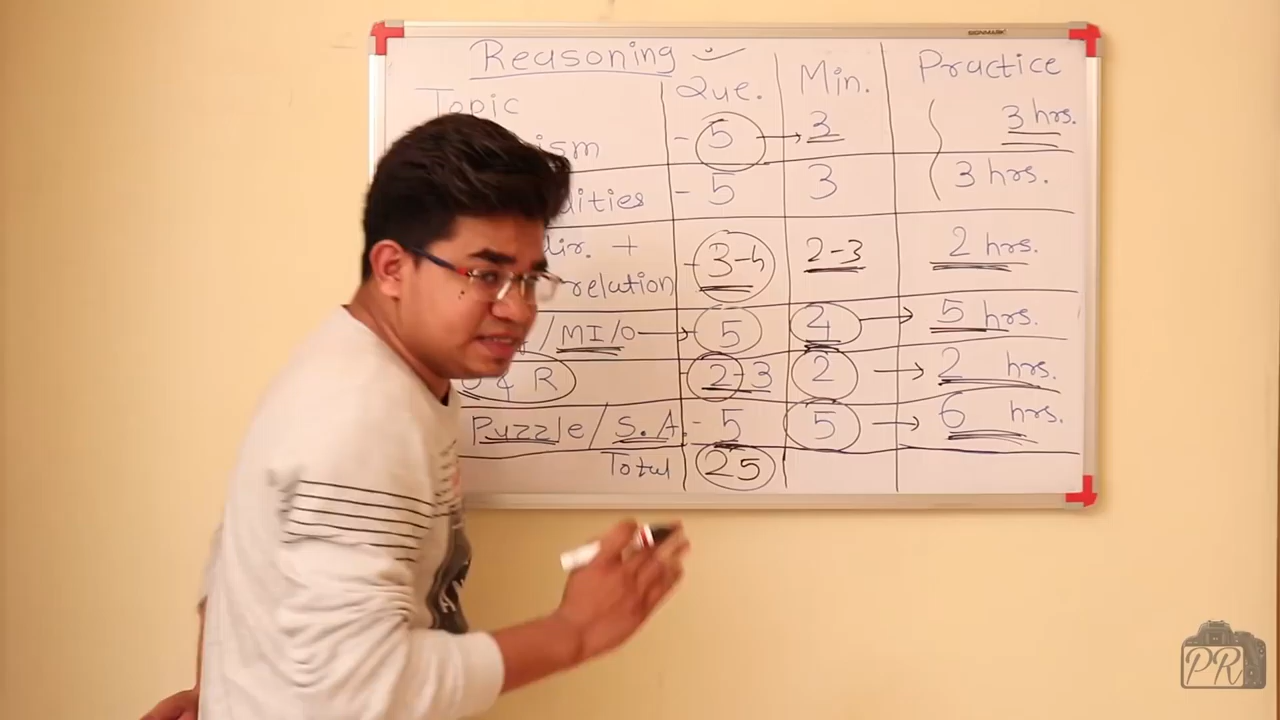 SIGNMARK
Reasoning
Topic Que. Min. Practice
ism - 5 → 3 3 hrs.
dities - 5 3 3 hrs.
dir. +
relation - 3-4 2-3 2 hrs.
/MI/O → 5 4 → 5 hrs.
& R - 2-3 2 → 2 hrs.
Puzzle/S.A. - 5 5 → 6 hrs.
Total 25
PR